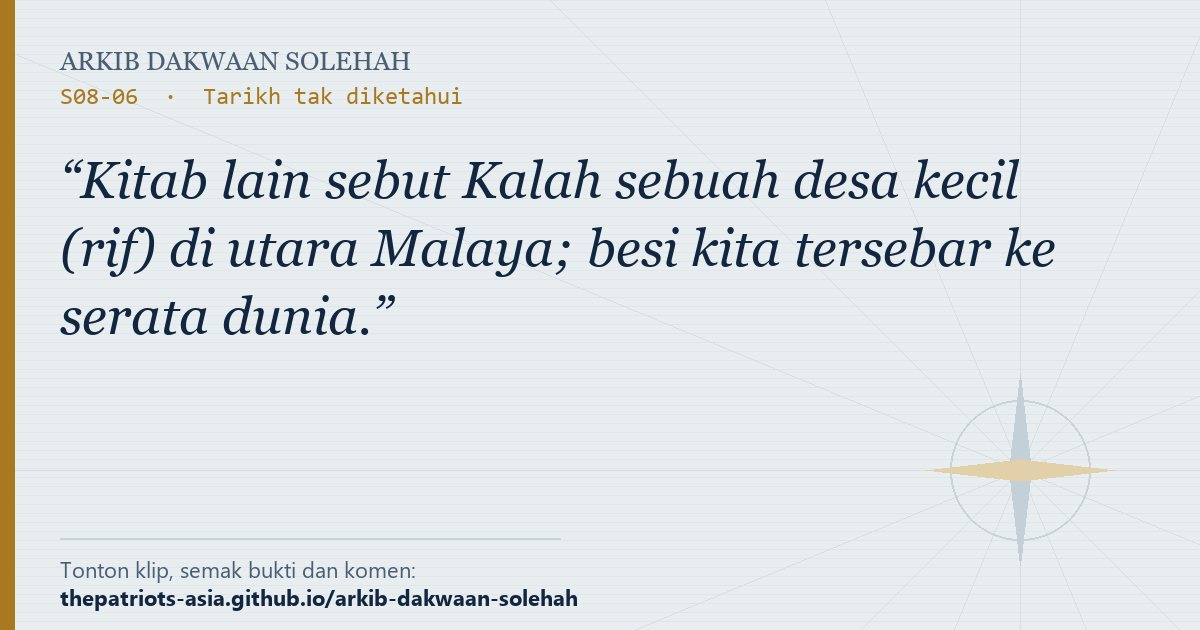 ARKIB DAKWAAN SOLEHAH
S08-06 · Tarikh tak diketahui
“Kitab lain sebut Kalah sebuah desa kecil
(rif) di utara Malaya; besi kita tersebar ke
serata dunia.”
Tonton klip, semak bukti dan komen:
thepatriots-asia.github.io/arkib-dakwaan-solehah